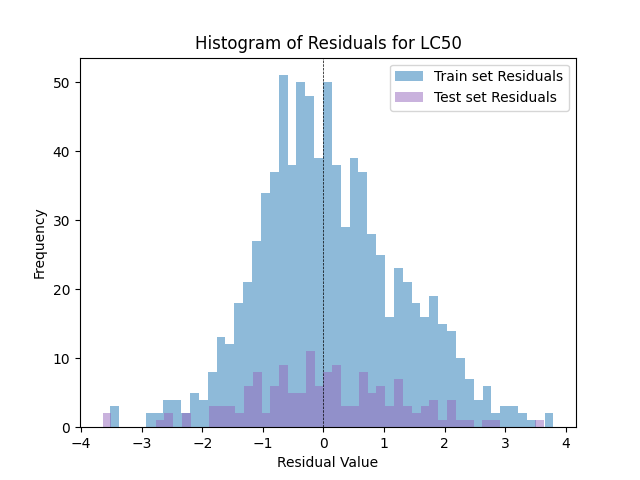 Histogram of Residuals for LC50
Train set Residuals
Test set Residuals
Frequency
50
40
30
20
10
0
−4 −3 −2 −1 0 1 2 3 4
Residual Value